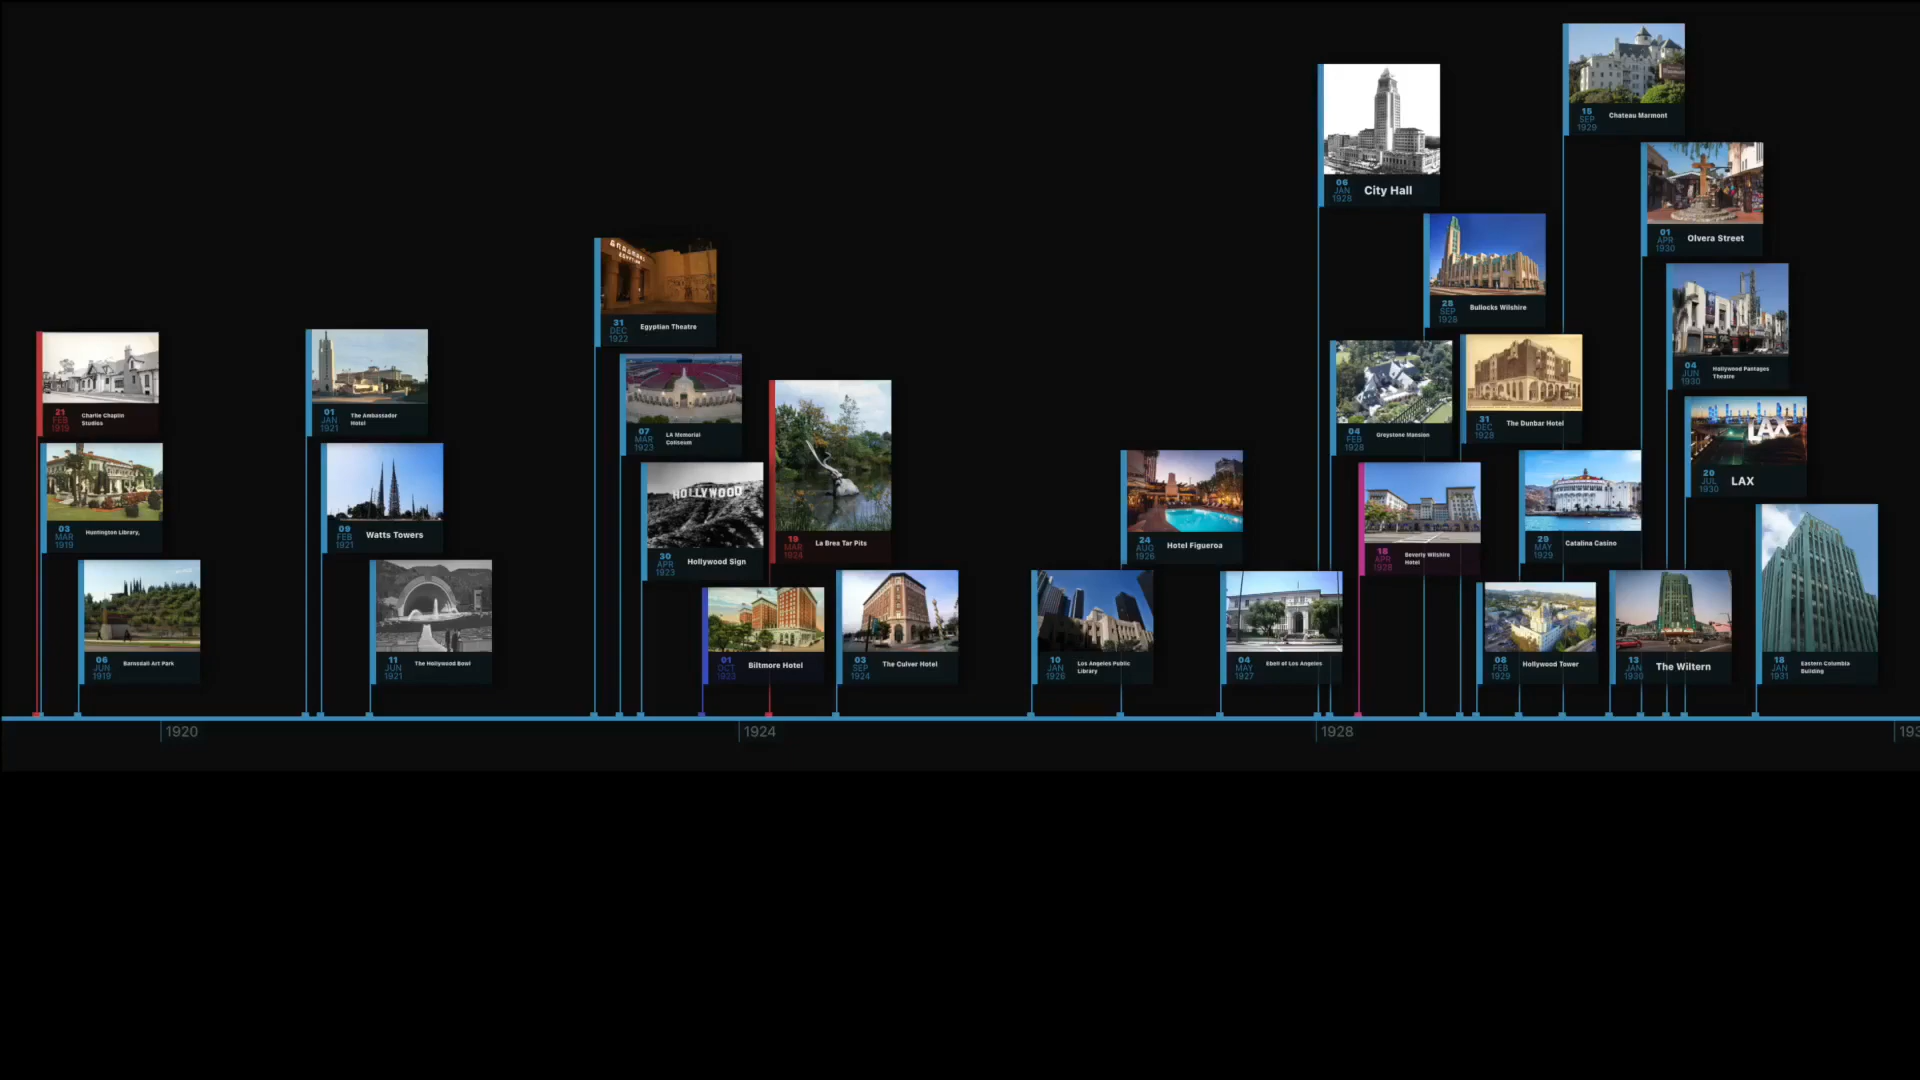 21
FEB
1919
Charlie Chaplin
Studios
03
MAR
1919
Huntington Library,
06
JUN
1919
Barnsdall Art Park
01
JAN
1921
The Ambassador
Hotel
09
FEB
1921
Watts Towers
11
JUN
1921
The Hollywood Bowl
EGYPTIAN
31
DEC
1922
Egyptian Theatre
07
MAR
1923
LA Memorial
Coliseum
HOLLYWOOD
30
APR
1923
Hollywood Sign
01
OCT
1923
Biltmore Hotel
19
MAR
1924
La Brea Tar Pits
03
SEP
1924
The Culver Hotel
10
JAN
1926
Los Angeles Public
Library
24
AUG
1926
Hotel Figueroa
04
MAY
1927
Ebell of Los Angeles
06
JAN
1928
City Hall
04
FEB
1928
Greystone Mansion
18
APR
1928
Beverly Wilshire
Hotel
28
SEP
1928
Bullocks Wilshire
31
DEC
1928
The Dunbar Hotel
08
FEB
1929
Hollywood Tower
29
MAY
1929
Catalina Casino
15
SEP
1929
Chateau Marmont
13
JAN
1930
The Wiltern
01
APR
1930
Olvera Street
04
JUN
1930
Hollywood Pantages
Theatre
LAX
20
JUL
1930
LAX
18
JAN
1931
Eastern Columbia
Building
1920
1924
1928
193